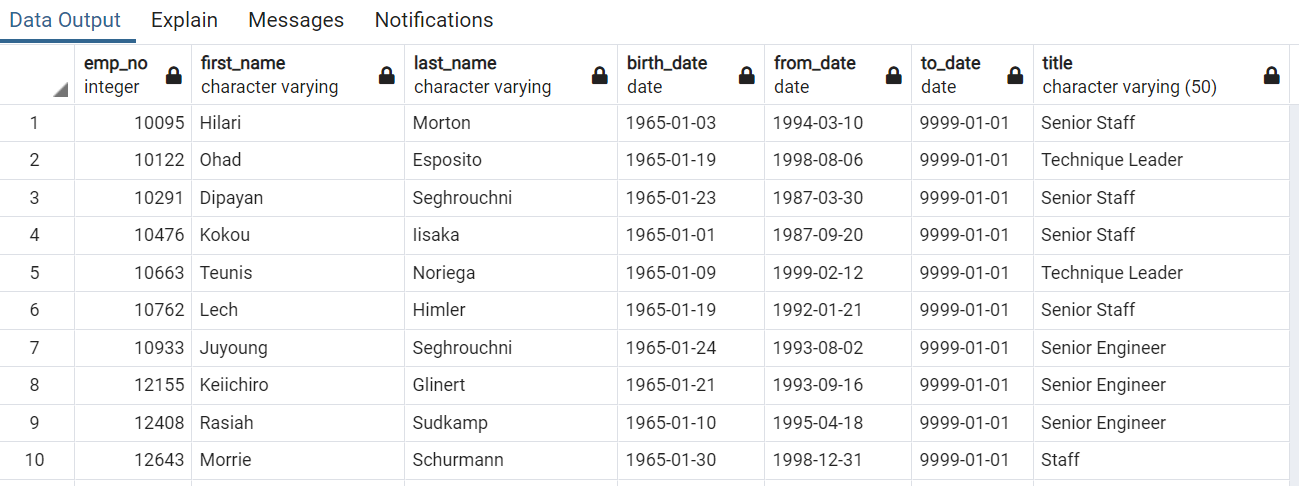 Data Output Explain Messages Notifications
emp_no first_name last_name birth_date from_date to_date title
integer character varying character varying date date date character varying (50)
1 10095 Hilari Morton 1965-01-03 1994-03-10 9999-01-01 Senior Staff
2 10122 Ohad Esposito 1965-01-19 1998-08-06 9999-01-01 Technique Leader
3 10291 Dipayan Seghrouchni 1965-01-23 1987-03-30 9999-01-01 Senior Staff
4 10476 Kokou Iisaka 1965-01-01 1987-09-20 9999-01-01 Senior Staff
5 10663 Teunis Noriega 1965-01-09 1999-02-12 9999-01-01 Technique Leader
6 10762 Lech Himler 1965-01-19 1992-01-21 9999-01-01 Senior Staff
7 10933 Juyoung Seghrouchni 1965-01-24 1993-08-02 9999-01-01 Senior Engineer
8 12155 Keiichiro Glinert 1965-01-21 1993-09-16 9999-01-01 Senior Engineer
9 12408 Rasiah Sudkamp 1965-01-10 1995-04-18 9999-01-01 Senior Engineer
10 12643 Morrie Schurmann 1965-01-30 1998-12-31 9999-01-01 Staff